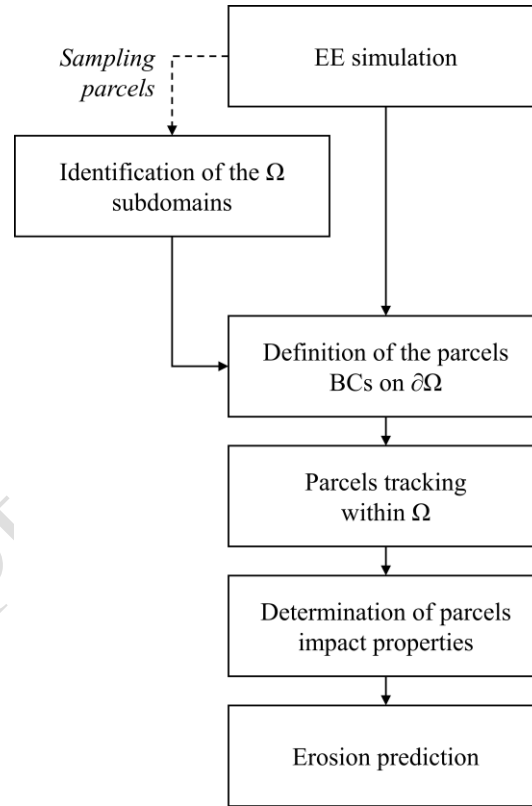 EE simulation
Sampling
parcels
Identification of the Ω
subdomains
Definition of the parcels
BCs on ∂Ω
Parcels tracking
within Ω
Determination of parcels
impact properties
Erosion prediction